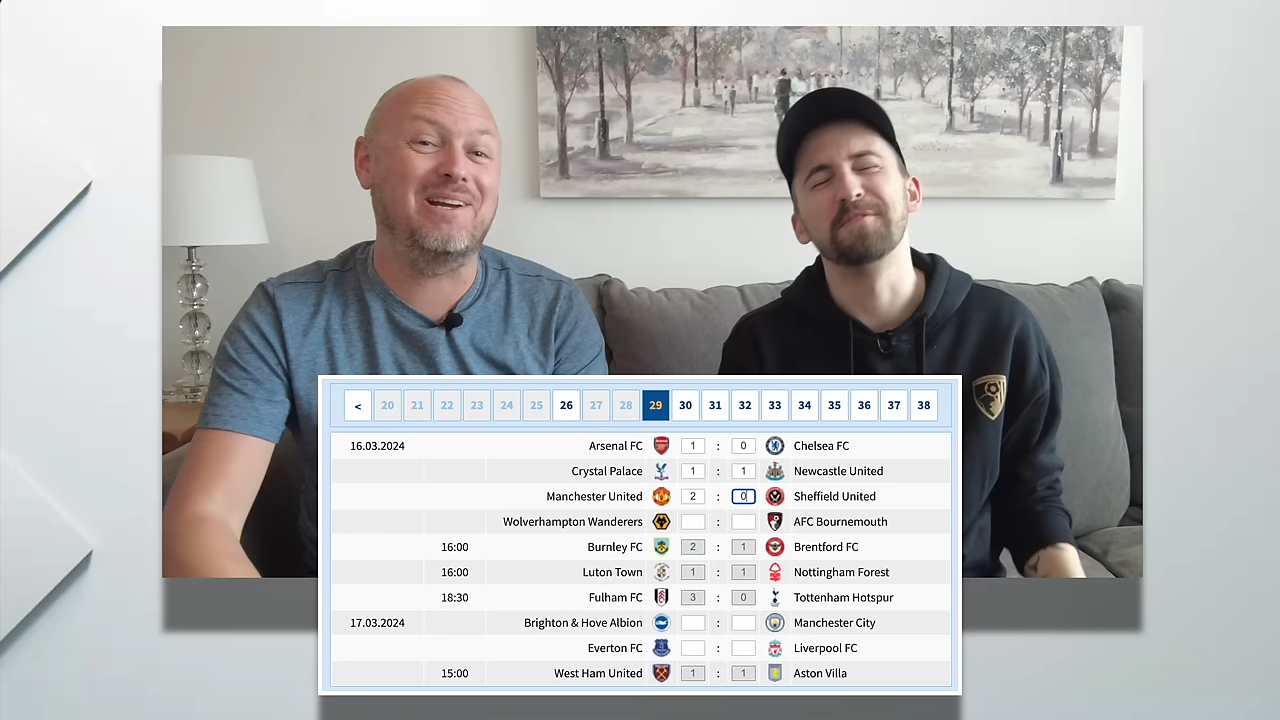 < 20 21 22 23 24 25 26 27 28 29 30 31 32 33 34 35 36 37 38
16.03.2024 Arsenal FC 1 : 0 Chelsea FC
Crystal Palace 1 : 1 Newcastle United
Manchester United 2 : 0 Sheffield United
Wolverhampton Wanderers : AFC Bournemouth
16:00 Burnley FC 2 : 1 Brentford FC
16:00 Luton Town 1 : 1 Nottingham Forest
18:30 Fulham FC 3 : 0 Tottenham Hotspur
17.03.2024 Brighton & Hove Albion : Manchester City
Everton FC : Liverpool FC
15:00 West Ham United 1 : 1 Aston Villa